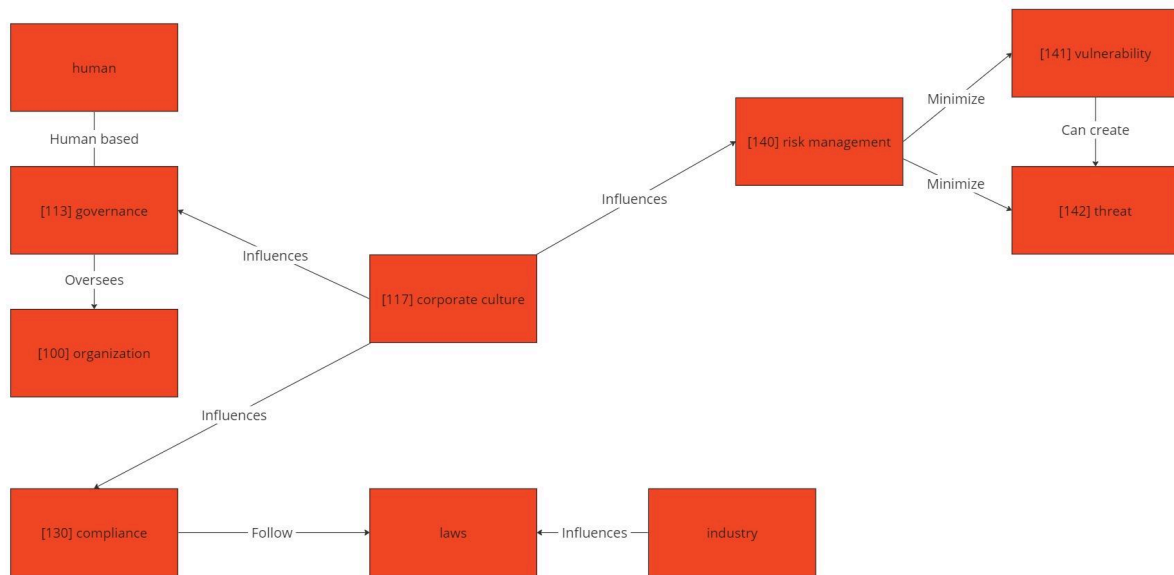 human
[141] vulnerability
Minimize
Human based
Can create
[140] risk management
Minimize
Influences
[113] governance
[142] threat
Influences
Oversees
[117] corporate culture
[100] organization
Influences
[130] compliance
Follow
laws
Influences
industry